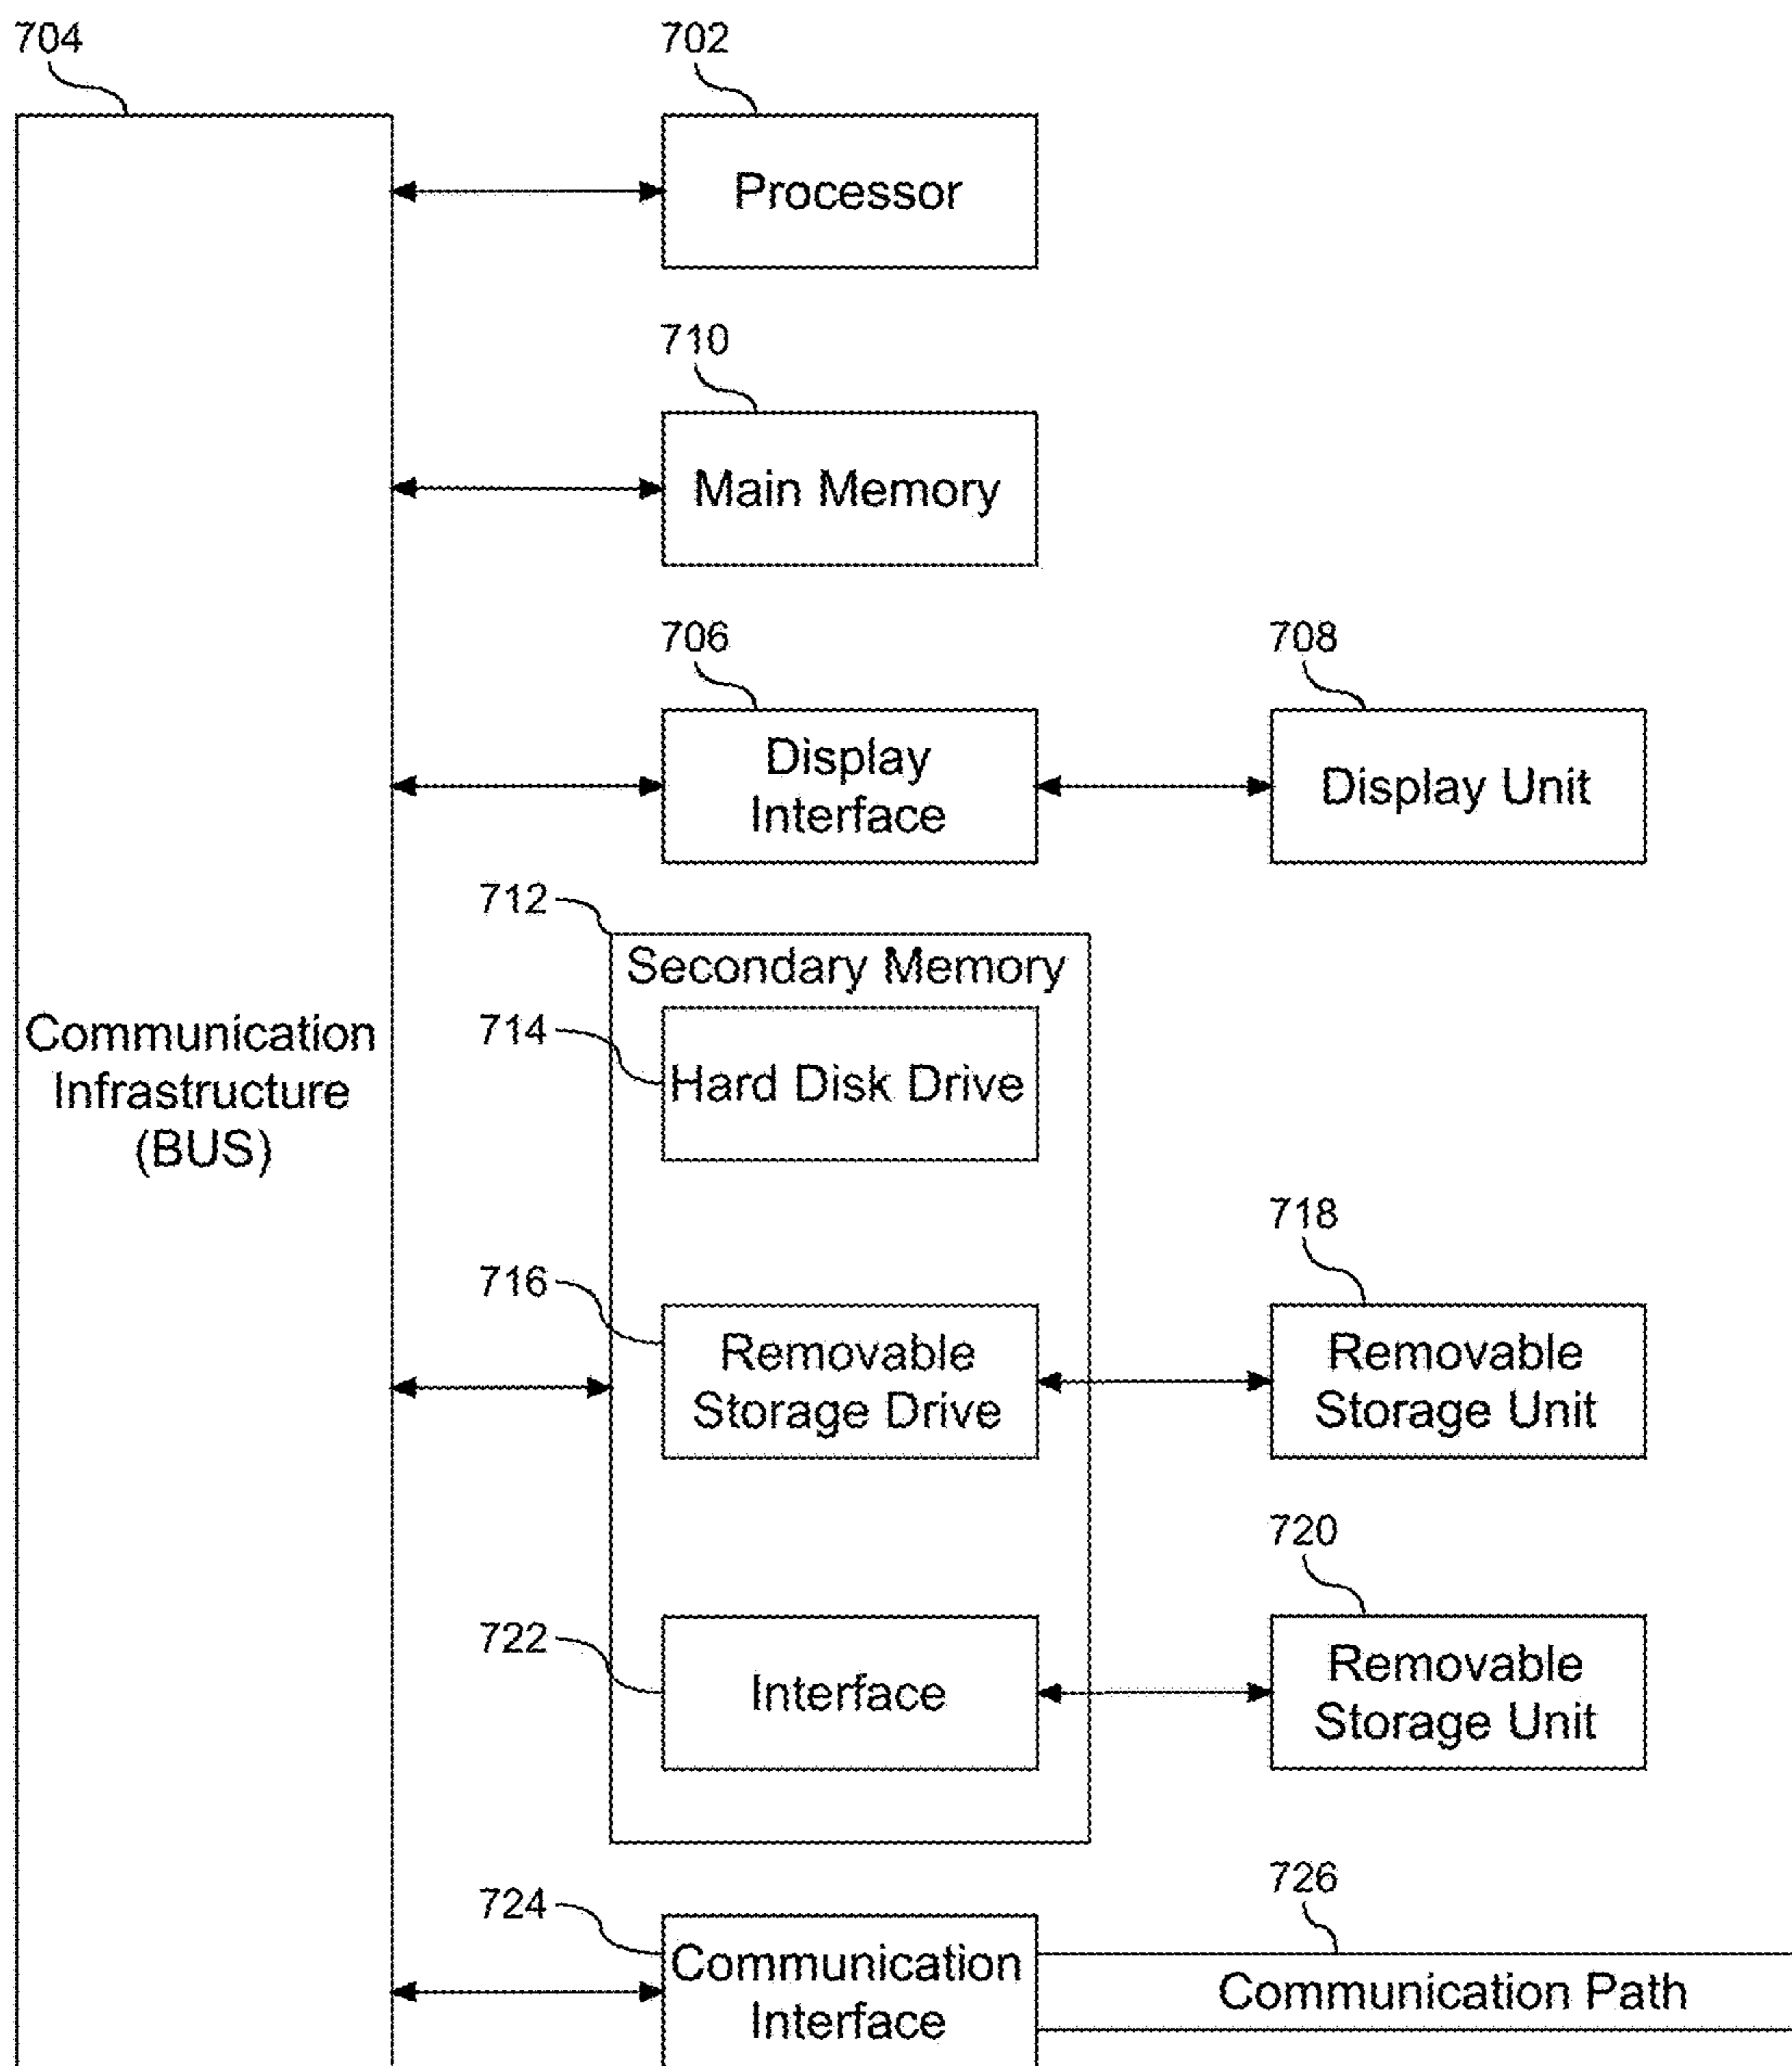 704
702
Processor
710
Main Memory
706
708
Display
Interface
Display Unit
712
Secondary Memory
714
Hard Disk Drive
Communication
Infrastructure
(BUS)
716
718
Removable
Storage Drive
Removable
Storage Unit
720
722
Interface
Removable
Storage Unit
724
726
Communication
Interface
Communication Path